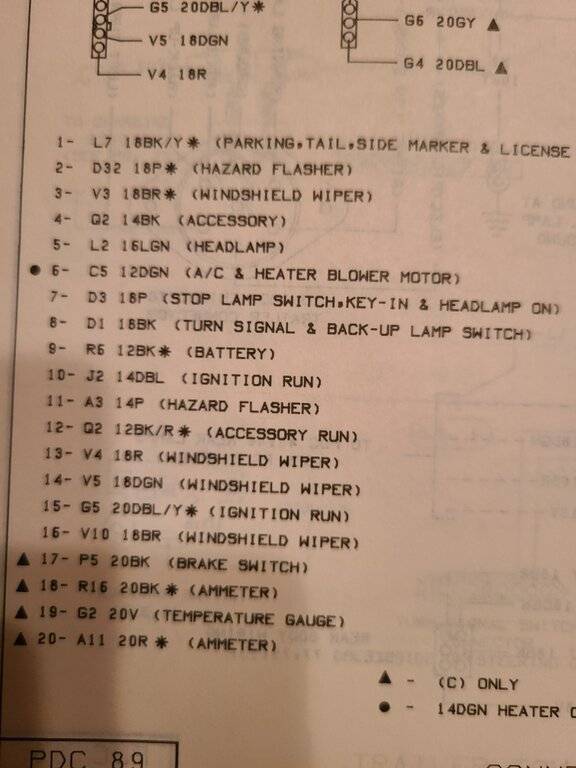 G5 20DBL/Y*
V5 18DGN
V4 18R
G6 20GY ▲
G4 20DBL ▲
1- L7 18BK/Y* (PARKING,TAIL,SIDE MARKER & LICENSE
2- D32 18P* (HAZARD FLASHER)
3- V3 18BR* (WINDSHIELD WIPER)
4- Q2 14BK (ACCESSORY)
5- L2 16LGN (HEADLAMP)
● 6- C5 12DGN (A/C & HEATER BLOWER MOTOR)
7- D3 18P (STOP LAMP SWITCH,KEY-IN & HEADLAMP ON)
8- D1 18BK (TURN SIGNAL & BACK-UP LAMP SWITCH)
9- R6 12BK* (BATTERY)
10- J2 14DBL (IGNITION RUN)
11- A3 14P (HAZARD FLASHER)
12- Q2 12BK/R* (ACCESSORY RUN)
13- V4 18R (WINDSHIELD WIPER)
14- V5 18DGN (WINDSHIELD WIPER)
15- G5 20DBL/Y* (IGNITION RUN)
16- V10 18BR (WINDSHIELD WIPER)
▲ 17- P5 20BK (BRAKE SWITCH)
▲ 18- R16 20BK* (AMMETER)
▲ 19- G2 20V (TEMPERATURE GAUGE)
▲ 20- A11 20R* (AMMETER)
▲ - (C) ONLY
● - 14DGN HEATER
PDC 89